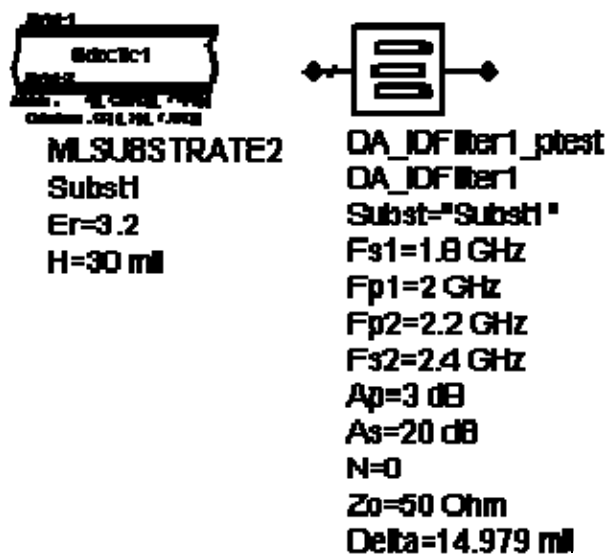 MLSUBSTRATE2
Subst1
Er=3.2
H=30 mil
DA_IDFilter1_ptest
DA_IDFilter1
Subst="Subst1"
Fs1=1.8 GHz
Fp1=2 GHz
Fp2=2.2 GHz
Fs2=2.4 GHz
Ap=3 dB
As=20 dB
N=0
Zo=50 Ohm
Delta=14.979 mil